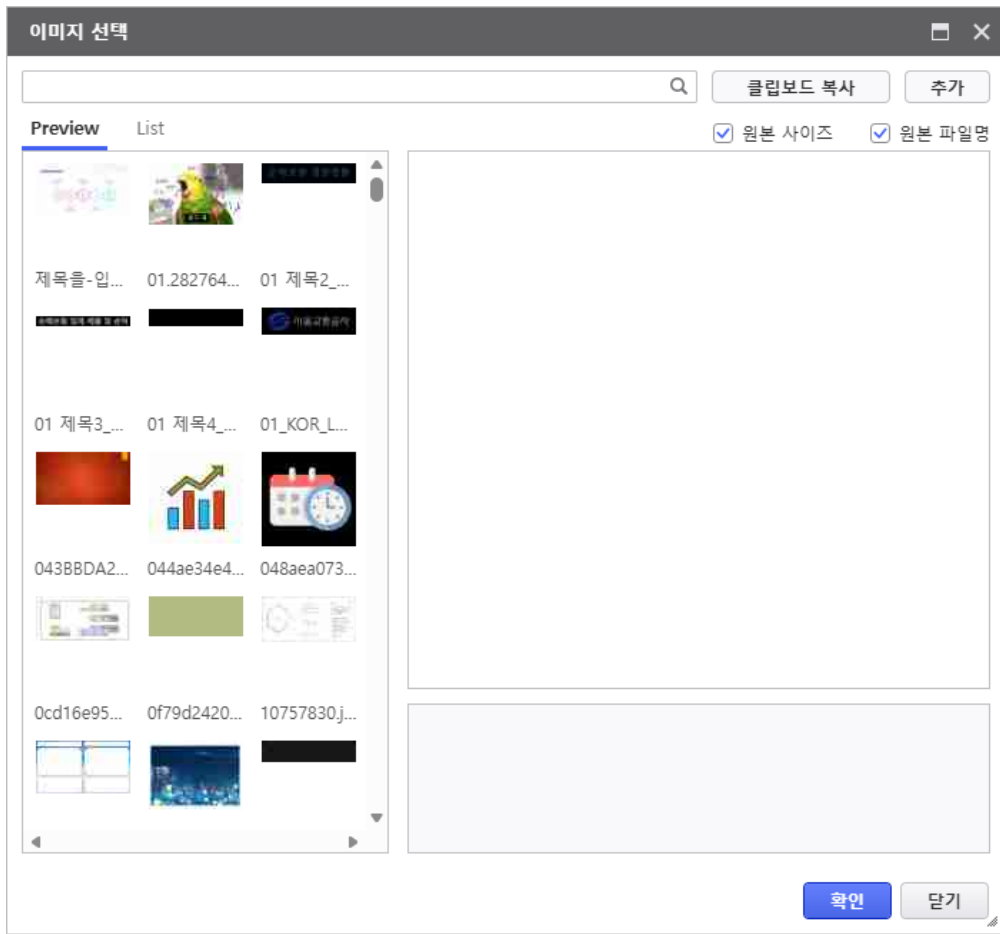 이미지 선택
클립보드 복사
추가
Preview
List
원본 사이즈
원본 파일명
제목을-입...
01.282764...
01 제목2_...
01 제목3_...
01 제목4_...
01_KOR_L...
043BBDA2...
044ae34e4...
048aea073...
0cd16e95...
0f79d2420...
10757830.j...
확인
닫기